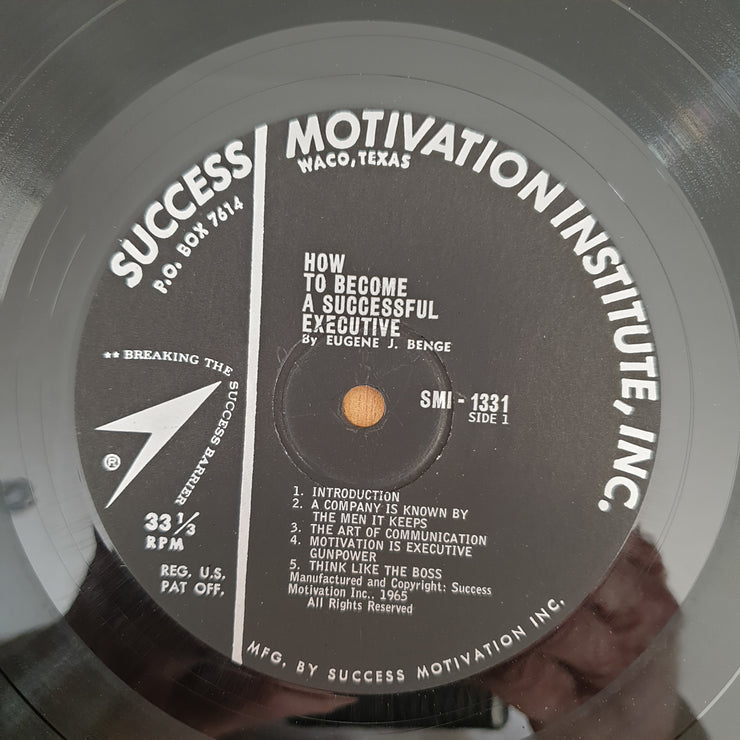 SUCCESS MOTIVATION INSTITUTE, INC.
P.O. BOX 7614
WACO, TEXAS
HOW
TO BECOME
A SUCCESSFUL
EXECUTIVE
By EUGENE J. BENGE
** BREAKING THE SUCCESS BARRIER
®
SMI - 1331
SIDE 1
33 1/3
RPM
REG. U.S.
PAT OFF.
1. INTRODUCTION
2. A COMPANY IS KNOWN BY
THE MEN IT KEEPS
3. THE ART OF COMMUNICATION
4. MOTIVATION IS EXECUTIVE
GUNPOWER
5. THINK LIKE THE BOSS
Manufactured and Copyright: Success
Motivation Inc., 1965
All Rights Reserved
MFG. BY SUCCESS MOTIVATION INC.